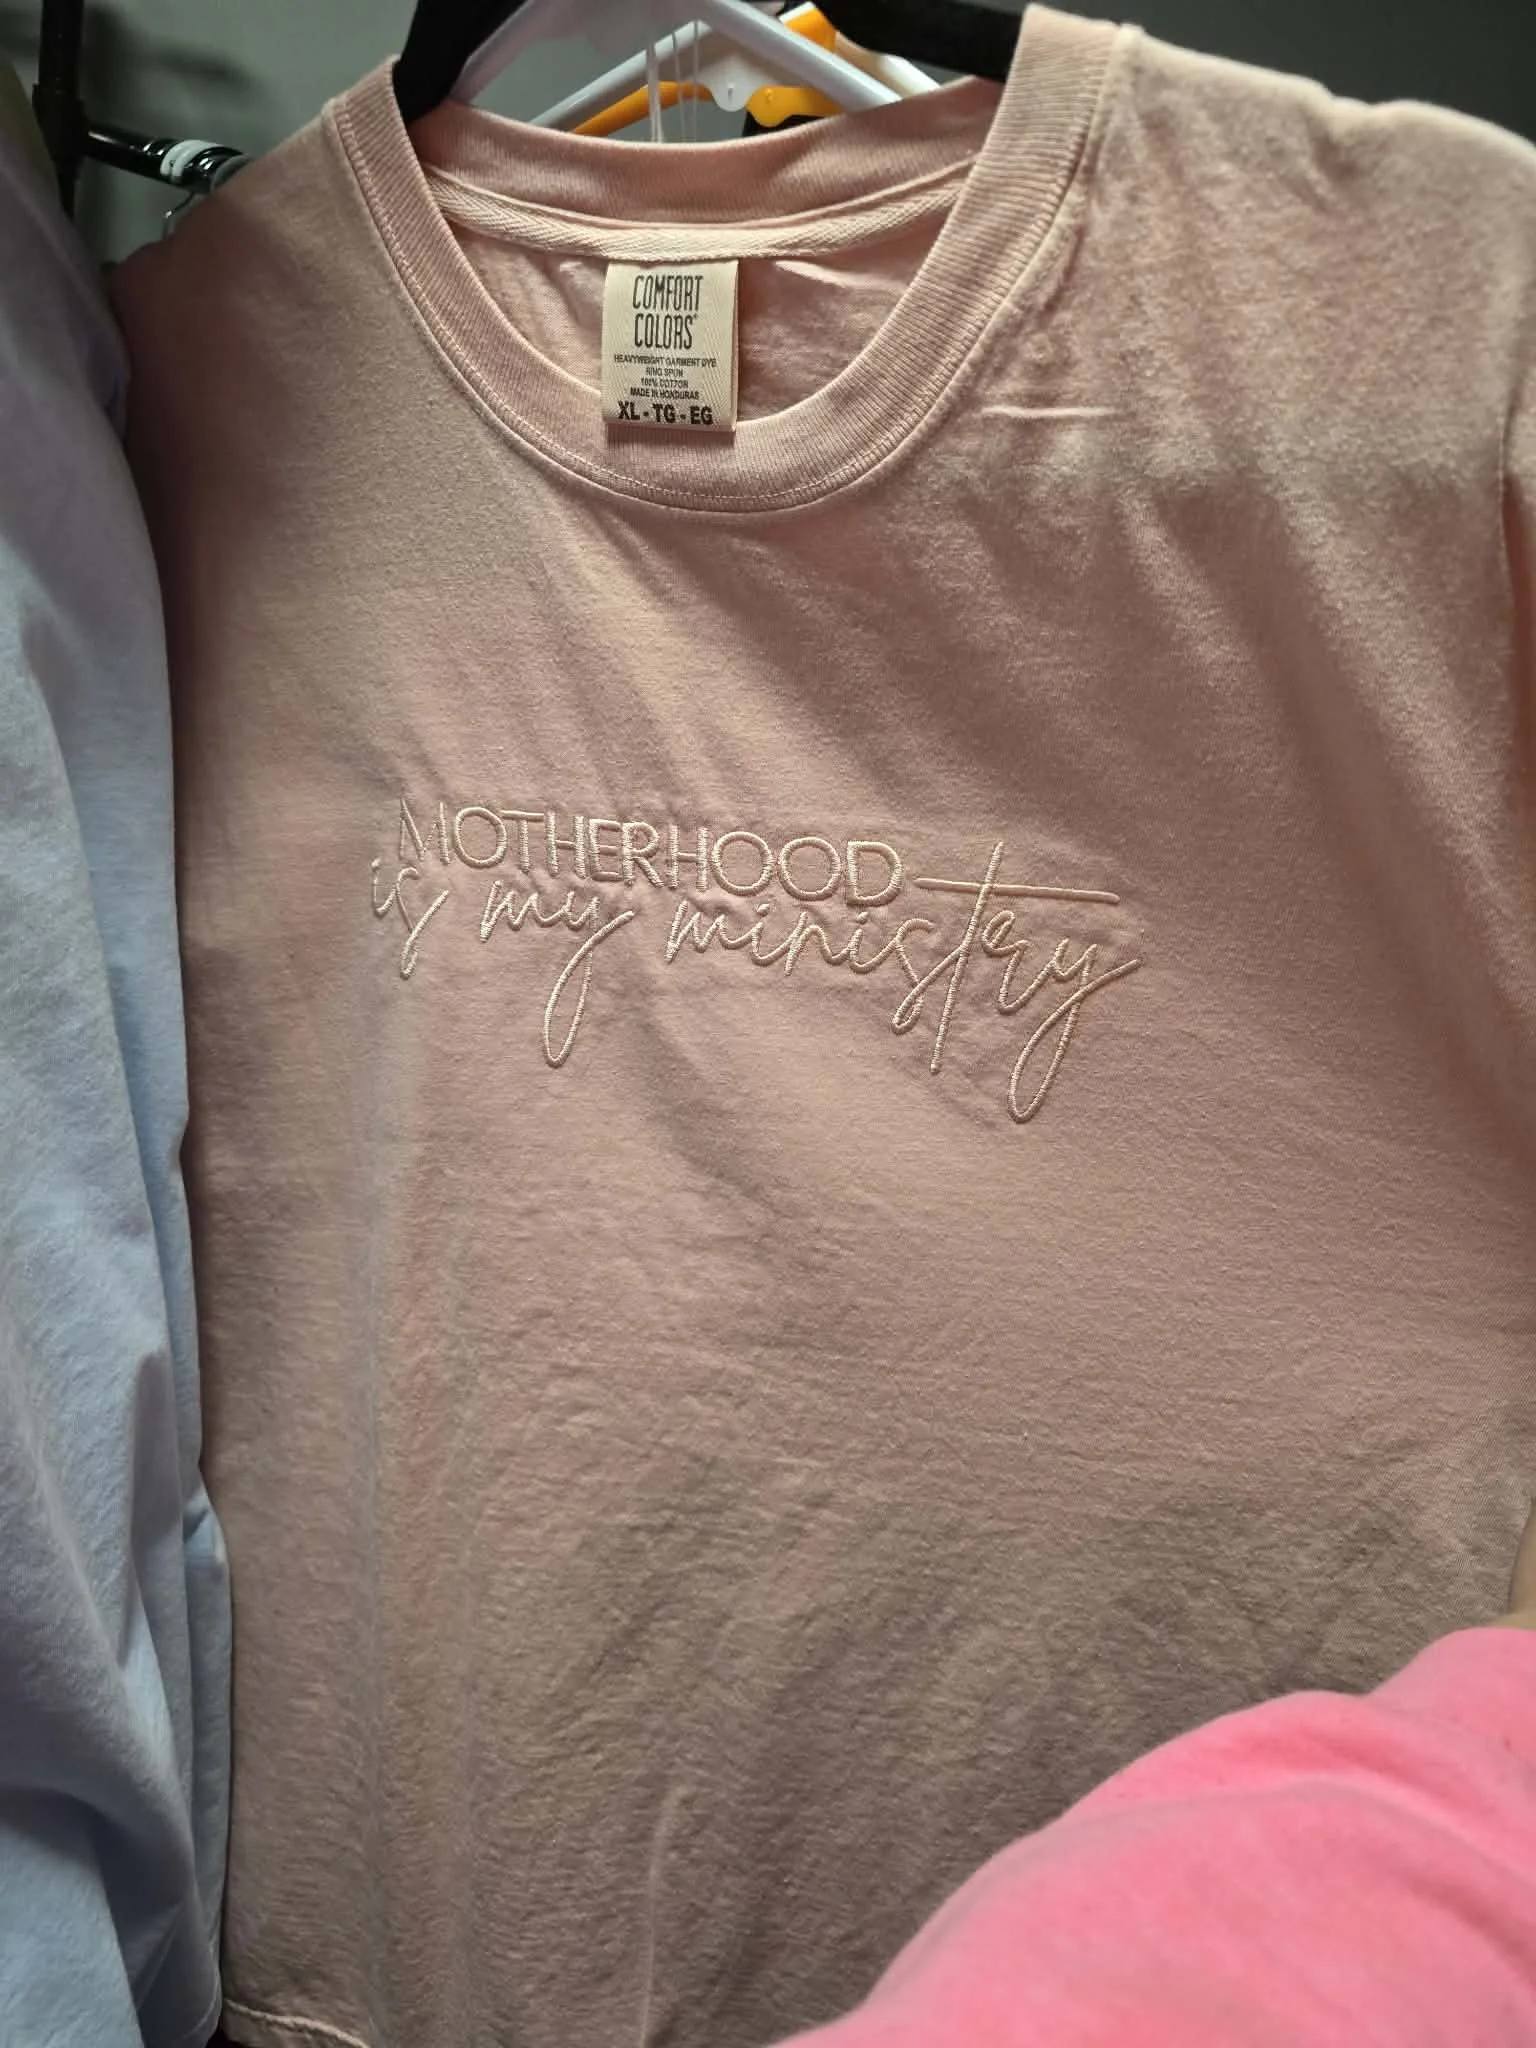 COMFORT
COLORS®
HEAVYWEIGHT GARMENT DYE
RING SPUN
100% COTTON
MADE IN HONDURAS
XL - TG - EG
MOTHERHOOD
is my ministry